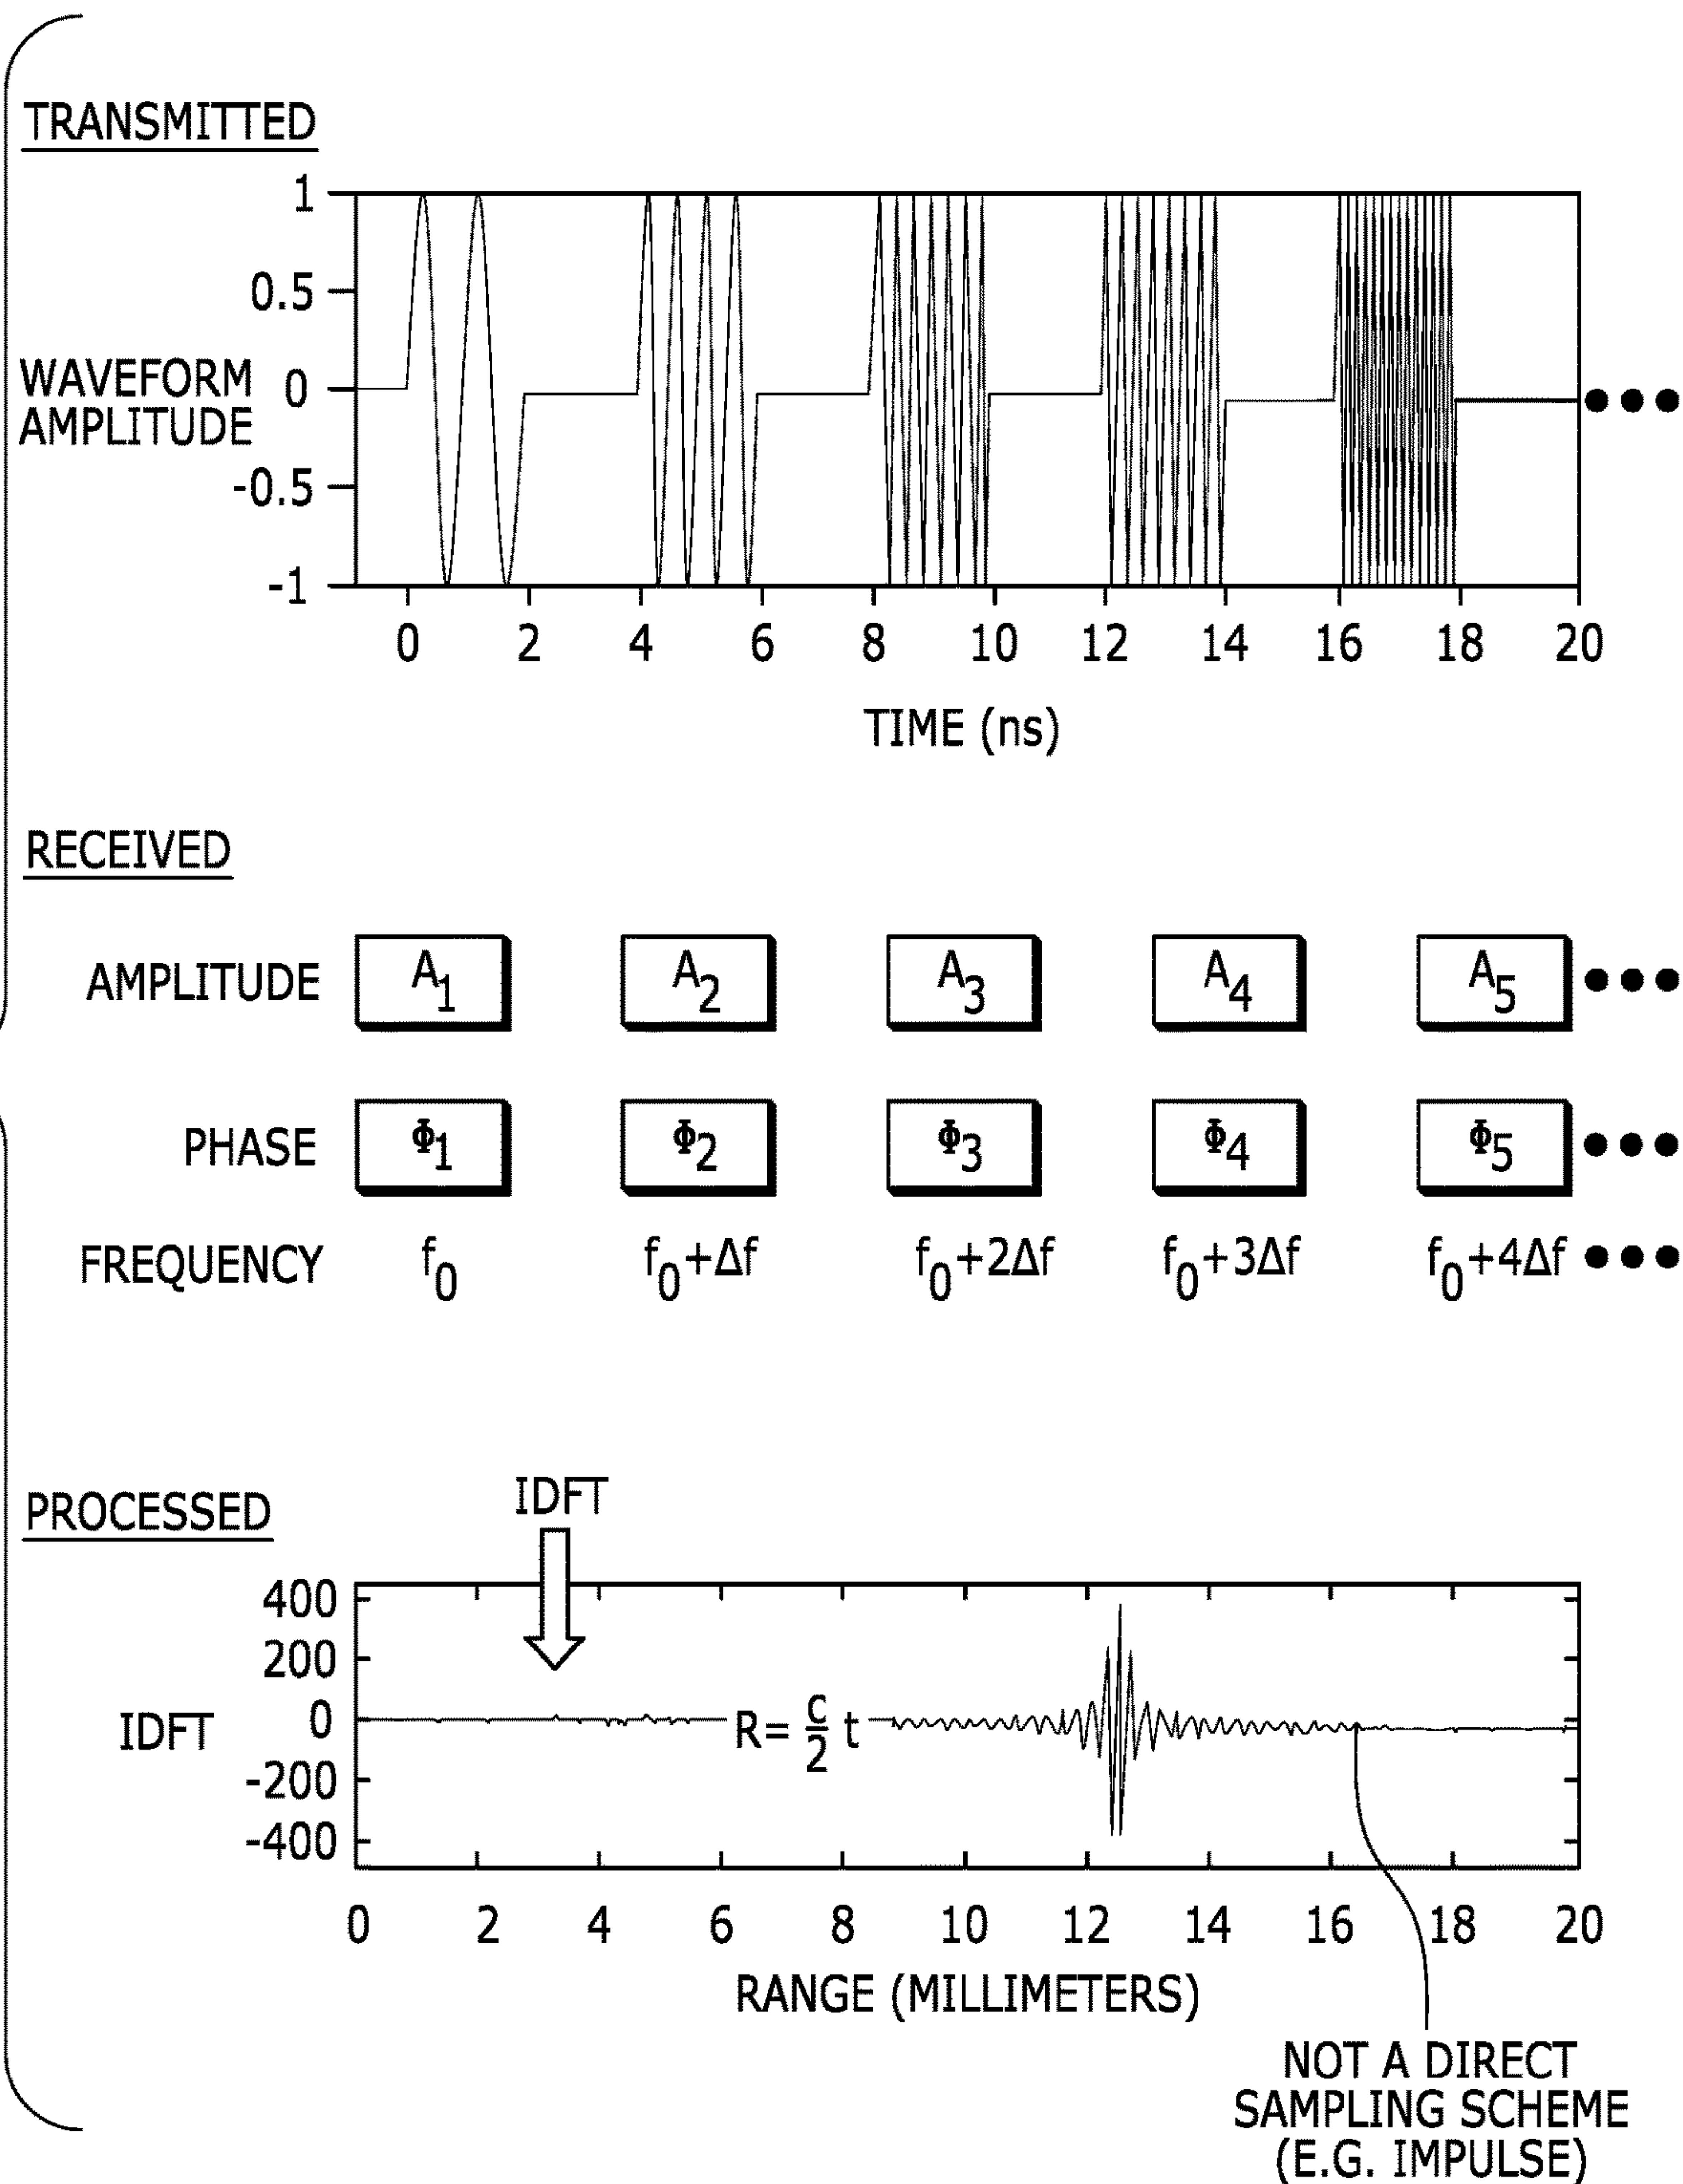 TRANSMITTED
1
0.5
WAVEFORM AMPLITUDE
0
-0.5
-1
0 2 4 6 8 10 12 14 16 18 20
TIME (ns)
RECEIVED
AMPLITUDE A1 A2 A3 A4 A5 •••
PHASE Φ1 Φ2 Φ3 Φ4 Φ5 •••
FREQUENCY f0 f0+Δf f0+2Δf f0+3Δf f0+4Δf •••
PROCESSED
IDFT
400
200
IDFT 0 R= c/2 t
-200
-400
0 2 4 6 8 10 12 14 16 18 20
RANGE (MILLIMETERS)
NOT A DIRECT
SAMPLING SCHEME
(E.G. IMPULSE)